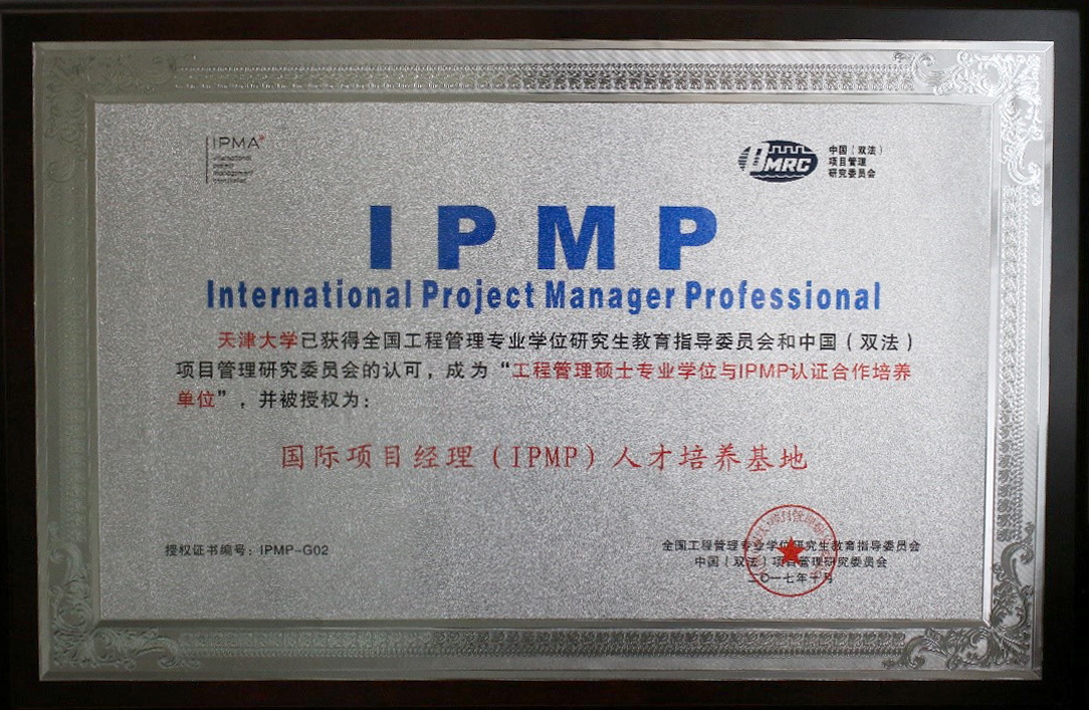 IPMA
international
project
management
association
PMRC
中国（双法）
项目管理
研究委员会
IPMP
International Project Manager Professional
天津大学已获得全国工程管理专业学位研究生教育指导委员会和中国（双法）
项目管理研究委员会的认可，成为“工程管理硕士专业学位与IPMP认证合作培养
单位”，并被授权为：
国际项目经理（IPMP）人才培养基地
授权证书编号：IPMP-G02
全国工程管理专业学位研究生教育指导委员会
中国（双法）项目管理研究委员会
二〇一七年十月